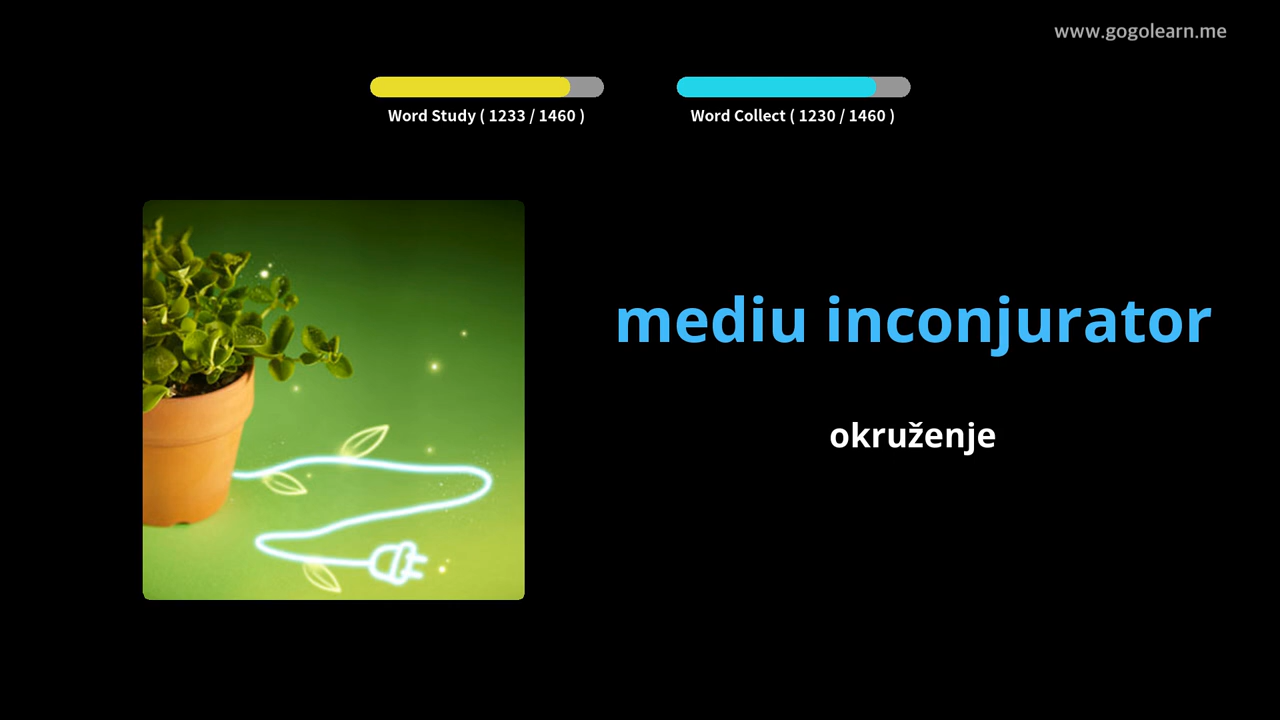 www.gogolearn.me
Word Study ( 1233 / 1460 )
Word Collect ( 1230 / 1460 )
mediu inconjurator
okruženje